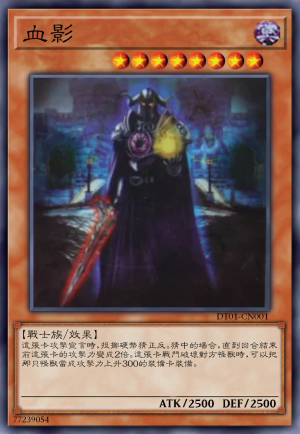 血影
DT01-CN001
【戰士族/效果】
這張卡攻擊宣言時,投擲硬幣猜正反。猜中的場合,直到回合結束
前這張卡的攻擊力變成2倍。這張卡戰鬥破壞對方怪獸時,可以把
那只怪獸當成攻擊力上升300的裝備卡裝備。
ATK/2500 DEF/2500
77239054